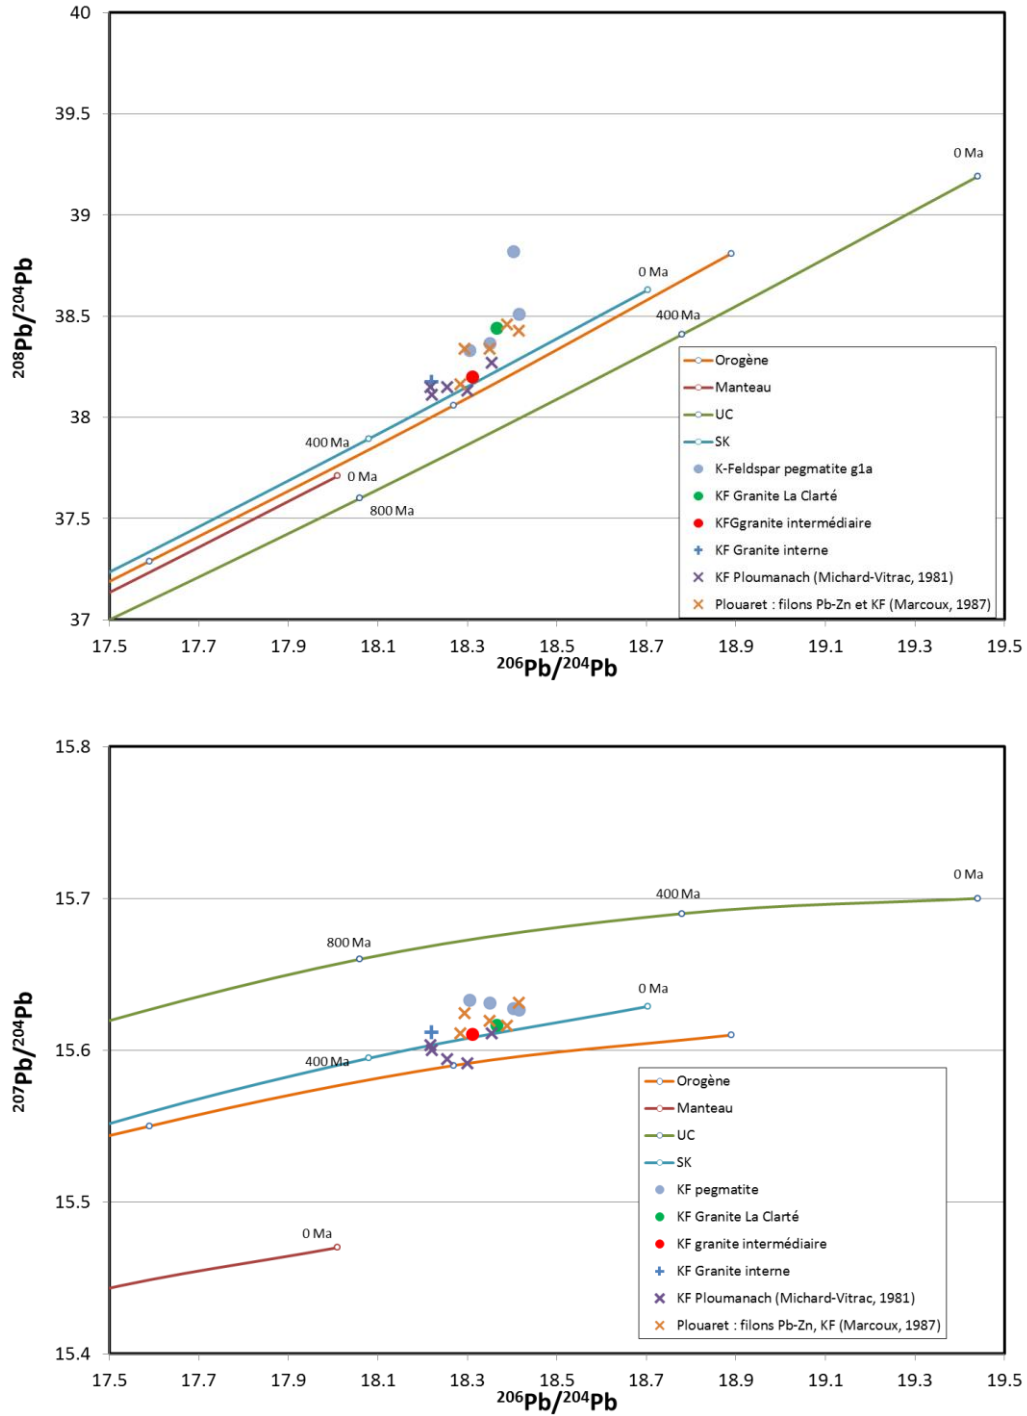 40
39.5
0 Ma
39
0 Ma
38.5
400 Ma
208Pb/204Pb
Orogène
Manteau
UC
400 Ma
SK
38
0 Ma
K-Feldspar pegmatite g1a
800 Ma
KF Granite La Clarté
37.5
KFGgranite intermédiaire
KF Granite interne
KF Ploumanach (Michard-Vitrac, 1981)
Plouaret : filons Pb-Zn et KF (Marcoux, 1987)
37
17.5 17.7 17.9 18.1 18.3 18.5 18.7 18.9 19.1 19.3 19.5
206Pb/204Pb
15.8
15.7
0 Ma
400 Ma
800 Ma
0 Ma
15.6
400 Ma
207Pb/204Pb
Orogène
Manteau
UC
SK
15.5
KF pegmatite
KF Granite La Clarté
0 Ma
KF granite intermédiaire
KF Granite interne
KF Ploumanach (Michard-Vitrac, 1981)
Plouaret : filons Pb-Zn, KF (Marcoux, 1987)
15.4
17.5 17.7 17.9 18.1 18.3 18.5 18.7 18.9 19.1 19.3 19.5
206Pb/204Pb